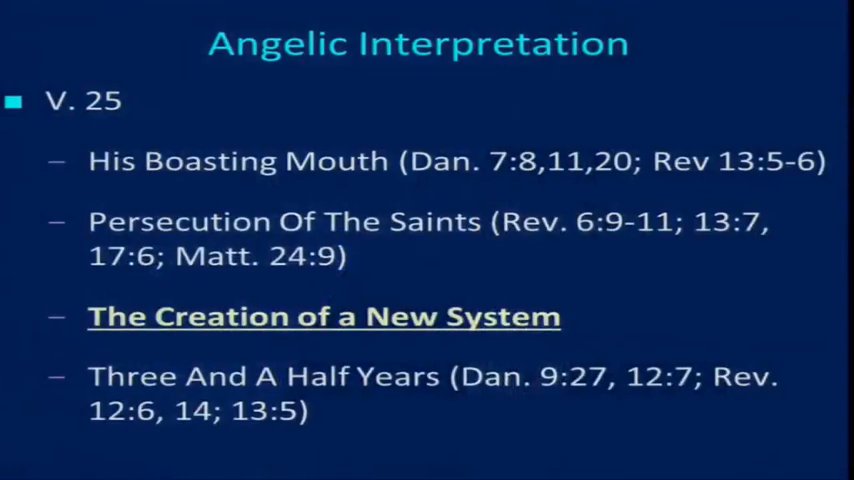 Angelic Interpretation
V. 25
– His Boasting Mouth (Dan. 7:8,11,20; Rev 13:5-6)
– Persecution Of The Saints (Rev. 6:9-11; 13:7,
17:6; Matt. 24:9)
– The Creation of a New System
– Three And A Half Years (Dan. 9:27, 12:7; Rev.
12:6, 14; 13:5)